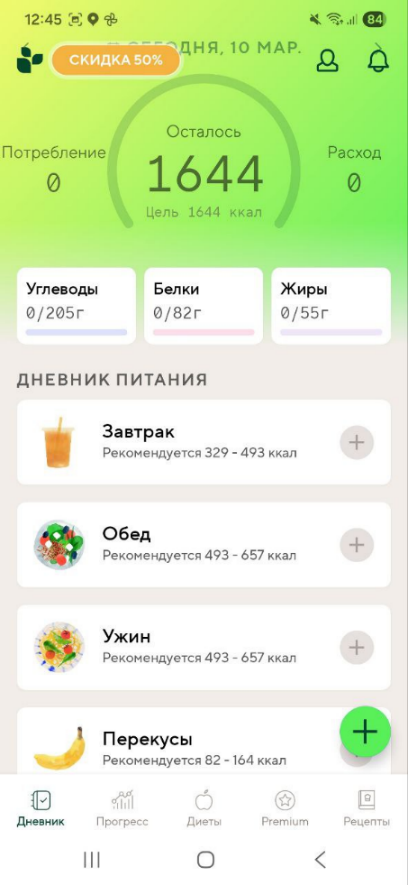 12:45
84
СЕГОДНЯ, 10 МАР.
СКИДКА 50%
Осталось
Потребление
1644
Расход
0
0
Цель 1644 ккал
Углеводы
Белки
Жиры
0/205г
0/82г
0/55г
ДНЕВНИК ПИТАНИЯ
Завтрак
Рекомендуется 329 - 493 ккал
Обед
Рекомендуется 493 - 657 ккал
Ужин
Рекомендуется 493 - 657 ккал
Перекусы
Рекомендуется 82 - 164 ккал
Дневник
Прогресс
Диеты
Premium
Рецепты